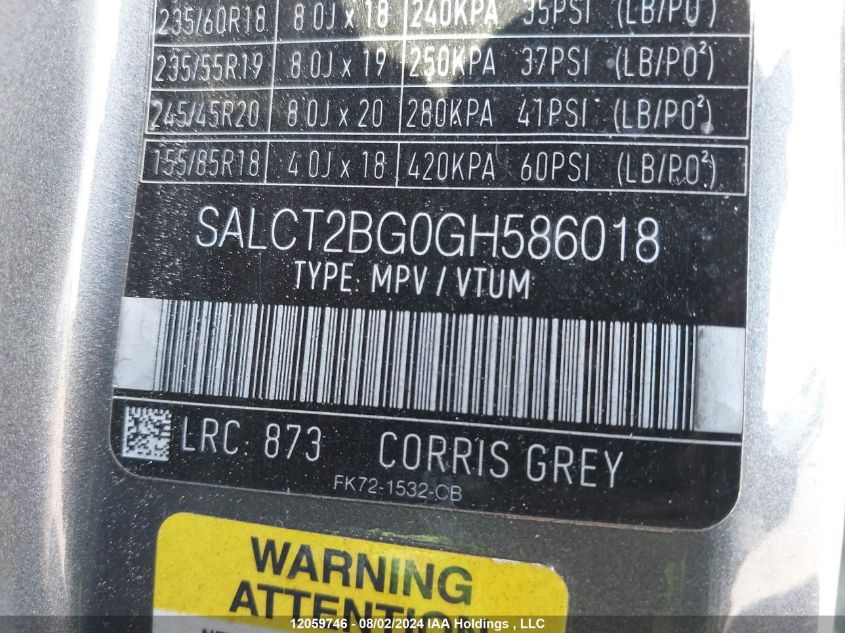 235/60R18 8.0J x 18 240KPA 35PSI (LB/PO²)
235/55R19 8.0J x 19 250KPA 37PSI (LB/PO²)
245/45R20 8.0J x 20 280KPA 41PSI (LB/PO²)
155/85R18 4.0J x 18 420KPA 60PSI (LB/PO²)
SALCT2BG0GH586018
TYPE: MPV / VTUM
LRC: 873 CORRIS GREY
FK72-1532-CB
WARNING
ATTENTION
12059746 - 08/02/2024 IAA Holdings , LLC